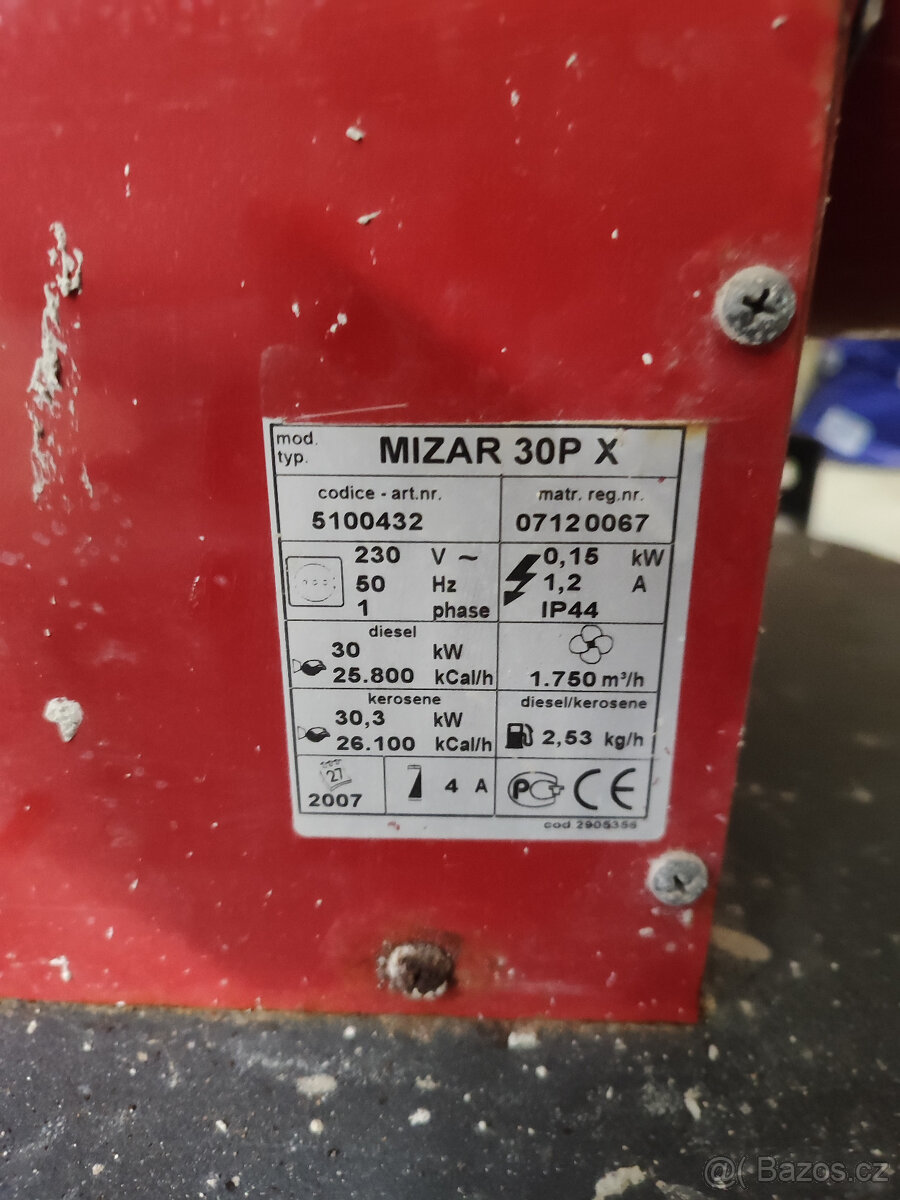 mod. typ. MIZAR 30P X
codice - art.nr. matr. reg.nr.
5100432 07120067
230 V ~ 0,15 kW
50 Hz 1,2 A
1 phase IP44
diesel
30 kW
25.800 kCal/h 1.750 m³/h
kerosene diesel/kerosene
30,3 kW 2,53 kg/h
26.100 kCal/h
27
2007 4 A PCT CE
cod 2905355
@( Bazos.cz